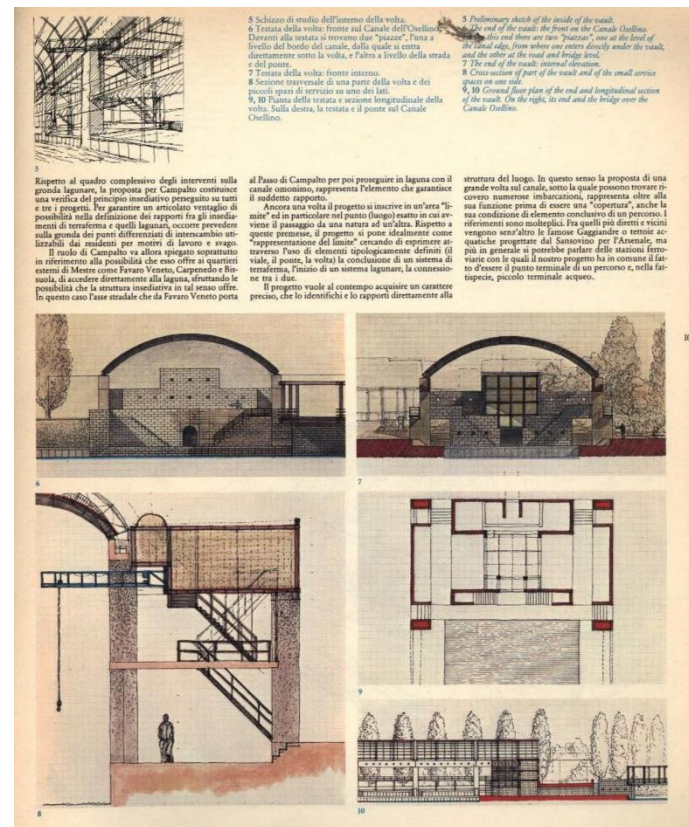 5 Schizzo di studio dell'interno della volta.
6 Testata della volta: fronte sul Canale dell'Osellino.
Davanti alla testata si trovano due "piazze", l'una a
livello del bordo del canale, dalla quale si entra
direttamente sotto la volta, e l'altra a livello della strada
e del ponte.
7 Testata della volta: fronte interno.
8 Sezione trasversale di una parte della volta e dei
piccoli spazi di servizio su uno dei lati.
9, 10 Pianta della testata e sezione longitudinale della
volta. Sulla destra, la testata e il ponte sul Canale
Osellino.
5 Preliminary sketch of the inside of the vault.
6 The end of the vault: the front on the Canale Osellino.
this end there are two "piazzas", one at the level of
the canal edge, from where one enters directly under the vault,
and the other at the road and bridge level.
7 The end of the vault: internal elevation.
8 Cross-section of part of the vault and of the small service
spaces on one side.
9, 10 Ground floor plan of the end and longitudinal section
of the vault. On the right, its end and the bridge over the
Canale Osellino.
5
Rispetto al quadro complessivo degli interventi sulla
gronda lagunare, la proposta per Campalto costituisce
una verifica del principio insediativo perseguito su tutti
e tre i progetti. Per garantire un articolato ventaglio di
possibilità nella definizione dei rapporti fra gli insedia-
menti di terraferma e quelli lagunari, occorre prevedere
sulla gronda dei punti differenziati di interscambio uti-
lizzabili dai residenti per motivi di lavoro e svago.
Il ruolo di Campalto va allora spiegato soprattutto
in riferimento alla possibilità che esso offre ai quartieri
esterni di Mestre come Favaro Veneto, Carpenedo e Bis-
suola, di accedere direttamente alla laguna, sfruttando le
possibilità che la struttura insediativa in tal senso offre.
In questo caso l'asse stradale che da Favaro Veneto porta
al Passo di Campalto per poi proseguire in laguna con il
canale omonimo, rappresenta l'elemento che garantisce
il suddetto rapporto.
Ancora una volta il progetto si inscrive in un'area "li-
mite" ed in particolare nel punto (luogo) esatto in cui av-
viene il passaggio da una natura ad un'altra. Rispetto a
queste premesse, il progetto si pone idealmente come
"rappresentazione del limite" cercando di esprimere at-
traverso l'uso di elementi tipologicamente definiti (il
viale, il ponte, la volta) la conclusione di un sistema di
terraferma, l'inizio di un sistema lagunare, la connessio-
ne tra i due.
Il progetto vuole al contempo acquisire un carattere
preciso, che lo identifichi e lo rapporti direttamente alla
struttura del luogo. In questo senso la proposta di una
grande volta sul canale, sotto la quale possono trovare ri-
covero numerose imbarcazioni, rappresenta oltre alla
sua funzione prima di essere una "copertura", anche la
sua condizione di elemento conclusivo di un percorso. I
riferimenti sono molteplici. Fra quelli più diretti e vicini
vengono senz'altro le famose Gaggiandre o tettoie ac-
quatiche progettate dal Sansovino per l'Arsenale, ma
più in generale si potrebbe parlare delle stazioni ferro-
viarie con le quali il nostro progetto ha in comune il fat-
to d'essere il punto terminale di un percorso e, nella fat-
tispecie, piccolo terminale acqueo.
6
7
8
9
10